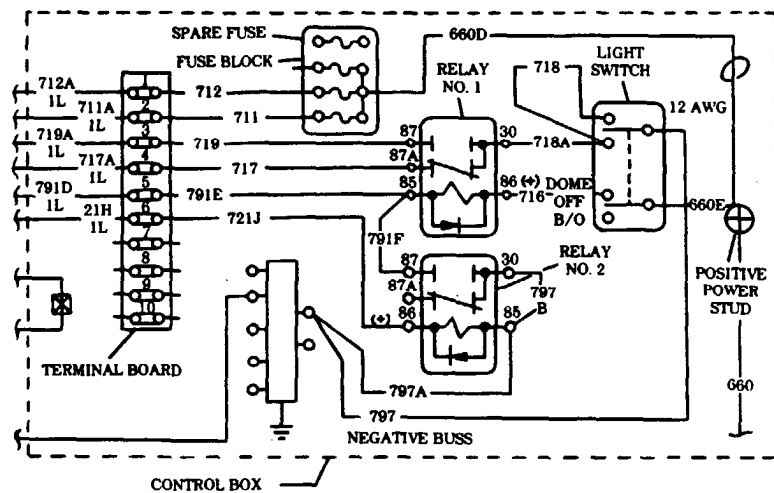 SPARE FUSE
660D
LIGHT SWITCH
FUSE BLOCK
RELAY NO. 1
718
12 AWG
712A
1L
1
712
711A
1L
2
711
719A
1L
3
719
87
30
718A
717A
1L
4
717
87A
791D
1L
5
791E
85
86 (+)
716
DOME
OFF
B/O
660E
21H
1L
6
721J
791F
7
87
30
RELAY NO. 2
POSITIVE POWER STUD
8
87A
797
B
9
(+)
86
85
10
TERMINAL BOARD
797A
660
797
NEGATIVE BUSS
CONTROL BOX